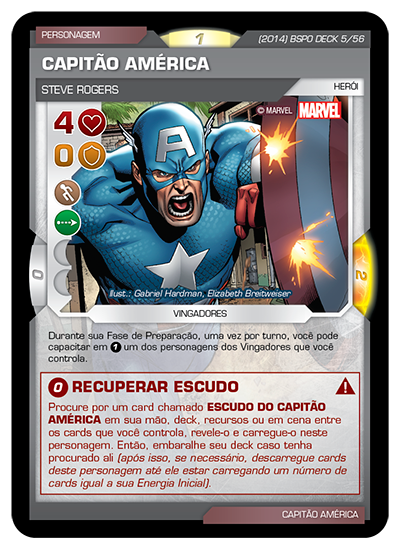 PERSONAGEM
1
(2014) BSPO DECK 5/56
CAPITÃO AMÉRICA
STEVE ROGERS
HERÓI
© MARVEL MARVEL
4
0
A
0
2
Ilust.: Gabriel Hardman, Elizabeth Breitweiser
VINGADORES
Durante sua Fase de Preparação, uma vez por turno, você pode
capacitar em 1 um dos personagens dos Vingadores que você
controla.
0 RECUPERAR ESCUDO
Procure por um card chamado ESCUDO DO CAPITÃO
AMÉRICA em sua mão, deck, recursos ou em cena entre
os cards que você controla, revele-o e carregue-o neste
personagem. Então, embaralhe seu deck caso tenha
procurado ali (após isso, se necessário, descarregue cards
deste personagem até ele estar carregando um número de
cards igual a sua Energia Inicial).
CAPITÃO AMÉRICA